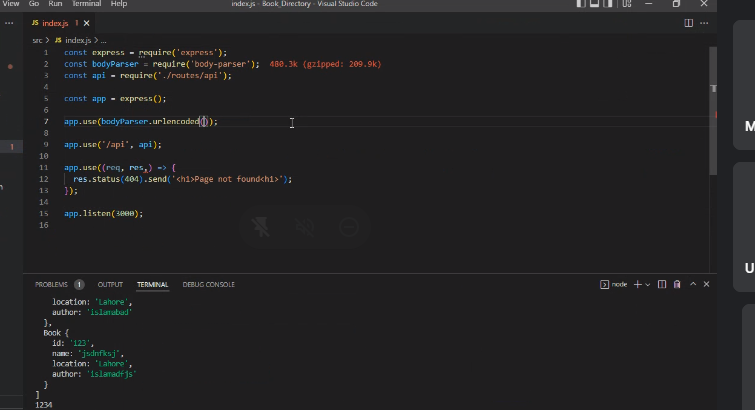 View Go Run Terminal Help index.js - Book_Directory - Visual Studio Code
JS index.js 1
src > JS index.js > ...
1 const express = require('express');
2 const bodyParser = require('body-parser'); 480.3k (gzipped: 209.9k)
3 const api = require('./routes/api');
4
5 const app = express();
6
7 app.use(bodyParser.urlencoded());
8
9 app.use('/api', api);
10
11 app.use((req, res,) => {
12 res.status(404).send('<h1>Page not found<h1>');
13 });
14
15 app.listen(3000);
16
1
PROBLEMS 1 OUTPUT TERMINAL DEBUG CONSOLE node
location: 'Lahore',
author: 'islamabad'
},
Book {
id: '123',
name: 'jsdnfksj',
location: 'Lahore',
author: 'islamadfjs'
}
]
1234
M
U